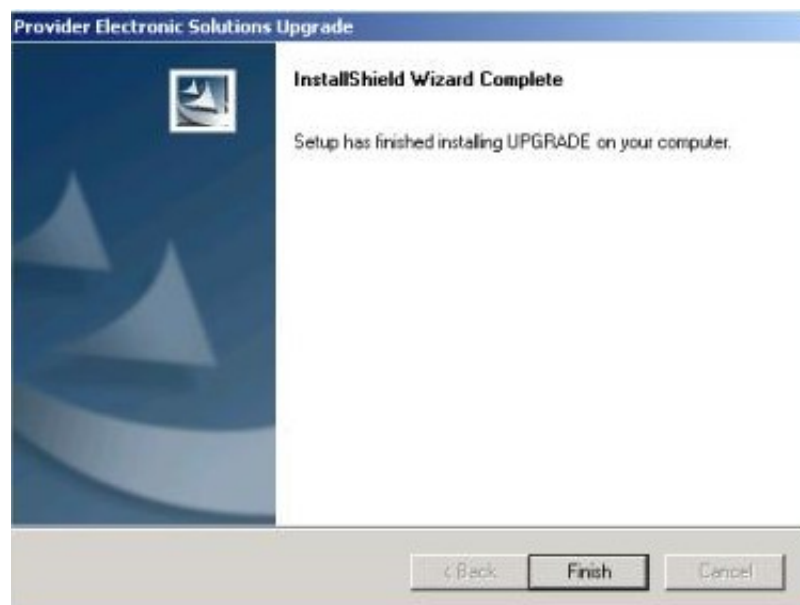 Provider Electronic Solutions Upgrade
InstallShield Wizard Complete
Setup has finished installing UPGRADE on your computer.
< Back
Finish
Cancel